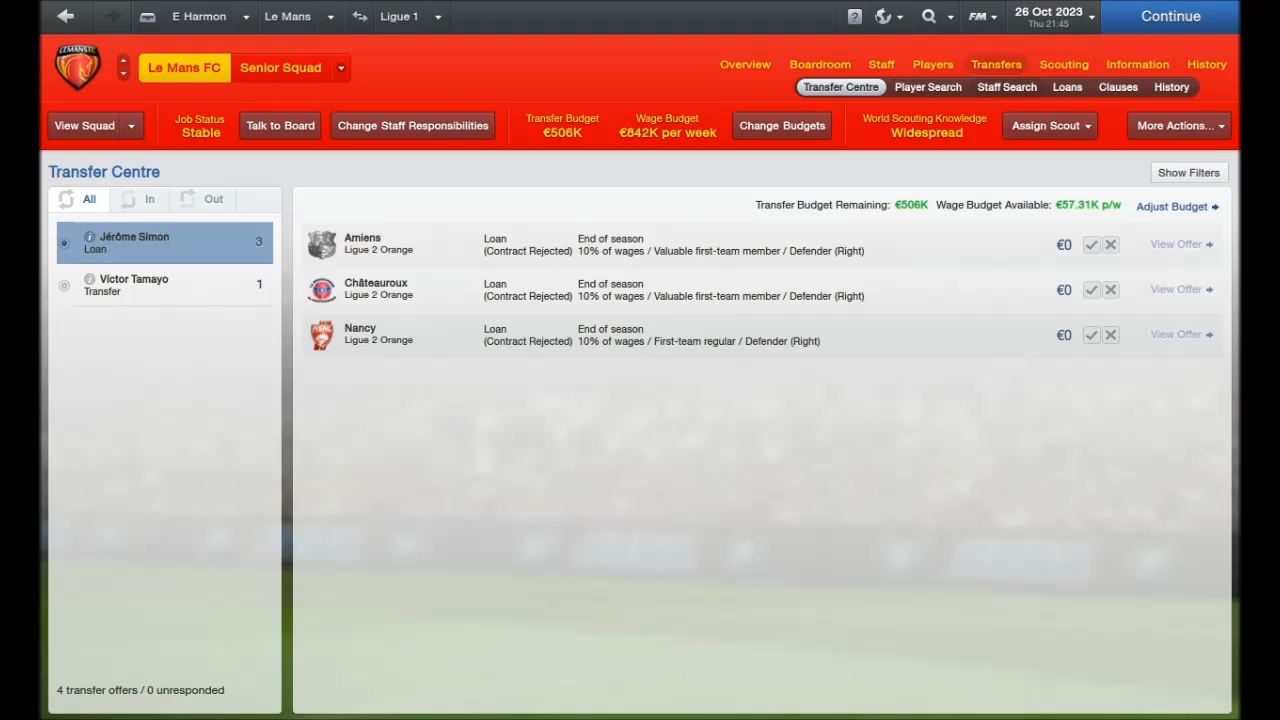 E Harmon
Le Mans
Ligue 1
FM
26 Oct 2023
Thu 21:45
Continue
LE MANS FC
Le Mans FC
Senior Squad
Overview
Boardroom
Staff
Players
Transfers
Scouting
Information
History
Transfer Centre
Player Search
Staff Search
Loans
Clauses
History
View Squad
Job Status
Stable
Talk to Board
Change Staff Responsibilities
Transfer Budget
€506K
Wage Budget
€842K per week
Change Budgets
World Scouting Knowledge
Widespread
Assign Scout
More Actions...
Transfer Centre
Show Filters
All
In
Out
Transfer Budget Remaining: €506K Wage Budget Available: €57.31K p/w Adjust Budget
Jérôme Simon
Loan
3
Víctor Tamayo
Transfer
1
Amiens
Ligue 2 Orange
Loan
(Contract Rejected)
End of season
10% of wages / Valuable first-team member / Defender (Right)
€0
View Offer
Châteauroux
Ligue 2 Orange
Loan
(Contract Rejected)
End of season
10% of wages / Valuable first-team member / Defender (Right)
€0
View Offer
Nancy
Ligue 2 Orange
Loan
(Contract Rejected)
End of season
10% of wages / First-team regular / Defender (Right)
€0
View Offer
4 transfer offers / 0 unresponded